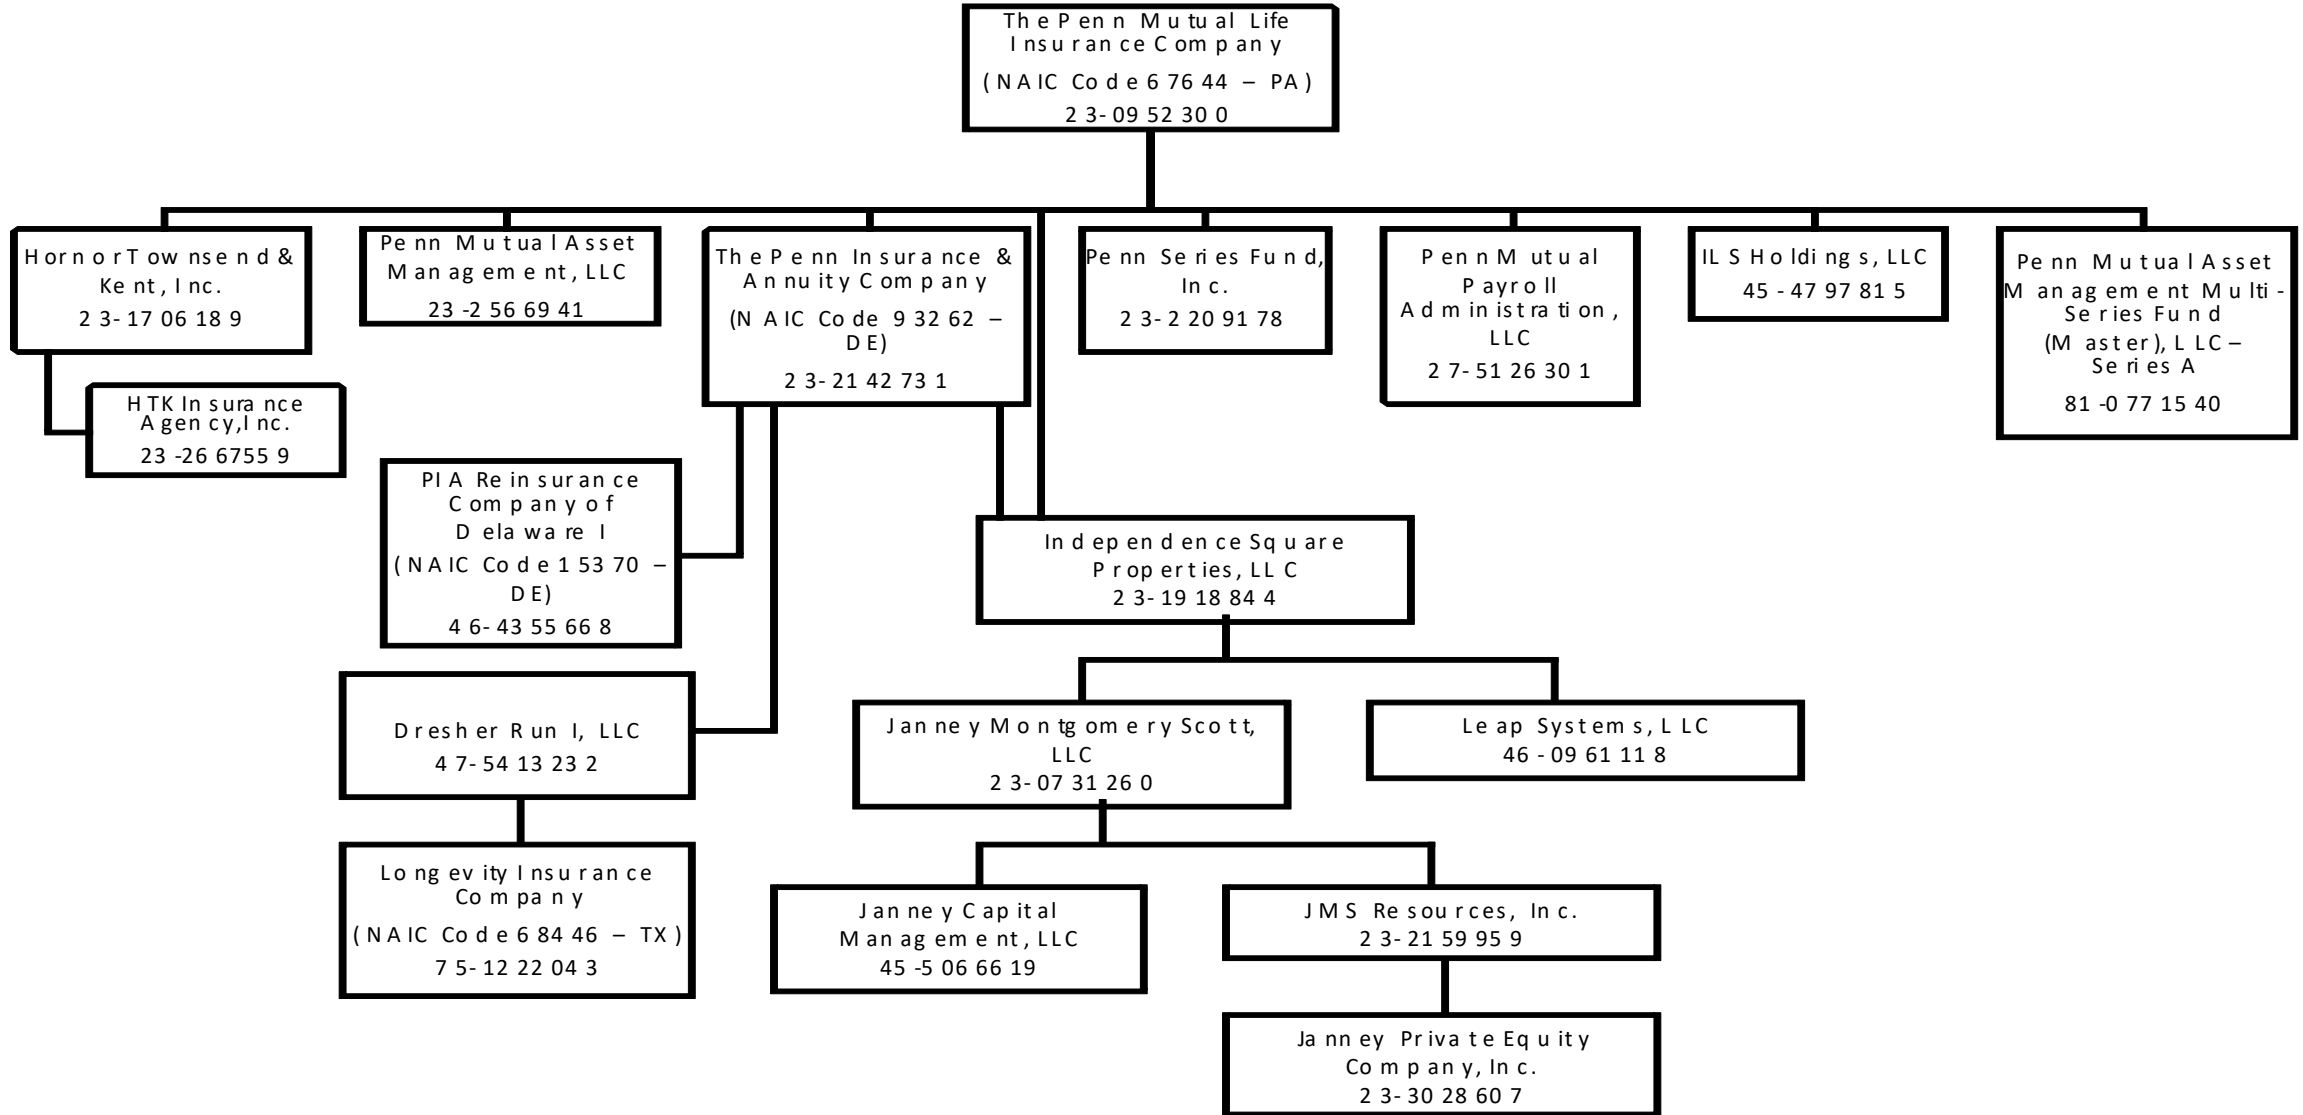 The Penn Mutual Life
Insurance Company
(NAIC Code 67644 – PA)
23-0952300
Hornor Townsend &
Kent, Inc.
23-1706189
Penn Mutual Asset
Management, LLC
23-2566941
The Penn Insurance &
Annuity Company
(NAIC Code 93262 –
DE)
23-2142731
Penn Series Fund,
Inc.
23-2209178
Penn Mutual
Payroll
Administration,
LLC
27-5126301
ILS Holdings, LLC
45-4797815
Penn Mutual Asset
Management Multi-
Series Fund
(Master), LLC–
Series A
81-0771540
HTK Insurance
Agency, Inc.
23-2667559
PIA Reinsurance
Company of
Delaware I
(NAIC Code 15370 –
DE)
46-4355668
Independence Square
Properties, LLC
23-1918844
Dresher Run I, LLC
47-5413232
Janney Montgomery Scott,
LLC
23-0731260
Leap Systems, LLC
46-0961118
Longevity Insurance
Company
(NAIC Code 68446 – TX)
75-1222043
Janney Capital
Management, LLC
45-5066619
JMS Resources, Inc.
23-2159959
Janney Private Equity
Company, Inc.
23-3028607